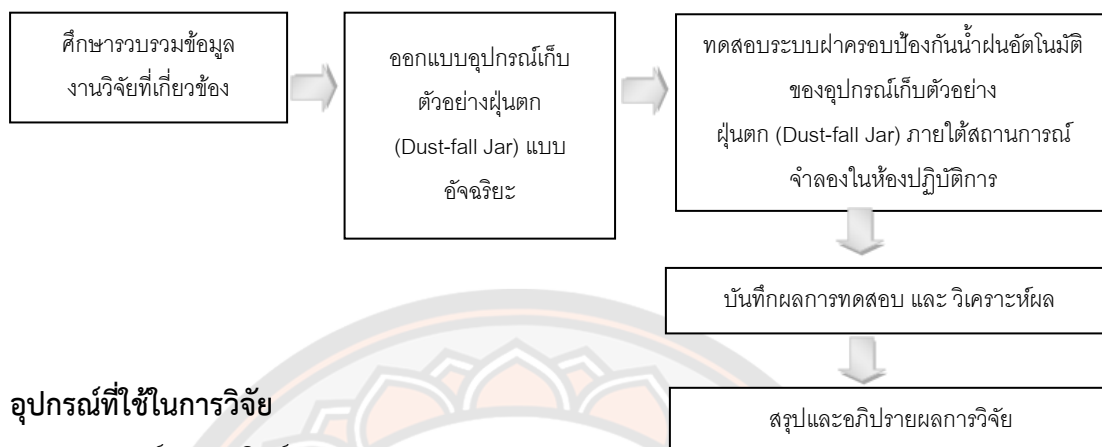 ศึกษารวบรวมข้อมูล
งานวิจัยที่เกี่ยวข้อง
ออกแบบอุปกรณ์เก็บ
ตัวอย่างฝุ่นตก
(Dust-fall Jar) แบบ
อัจฉริยะ
ทดสอบระบบฝาครอบป้องกันน้ำฝนอัตโนมัติ
ของอุปกรณ์เก็บตัวอย่าง
ฝุ่นตก (Dust-fall Jar) ภายใต้สถานการณ์
จำลองในห้องปฏิบัติการ
บันทึกผลการทดสอบ และ วิเคราะห์ผล
สรุปและอภิปรายผลการวิจัย
อุปกรณ์ที่ใช้ในการวิจัย